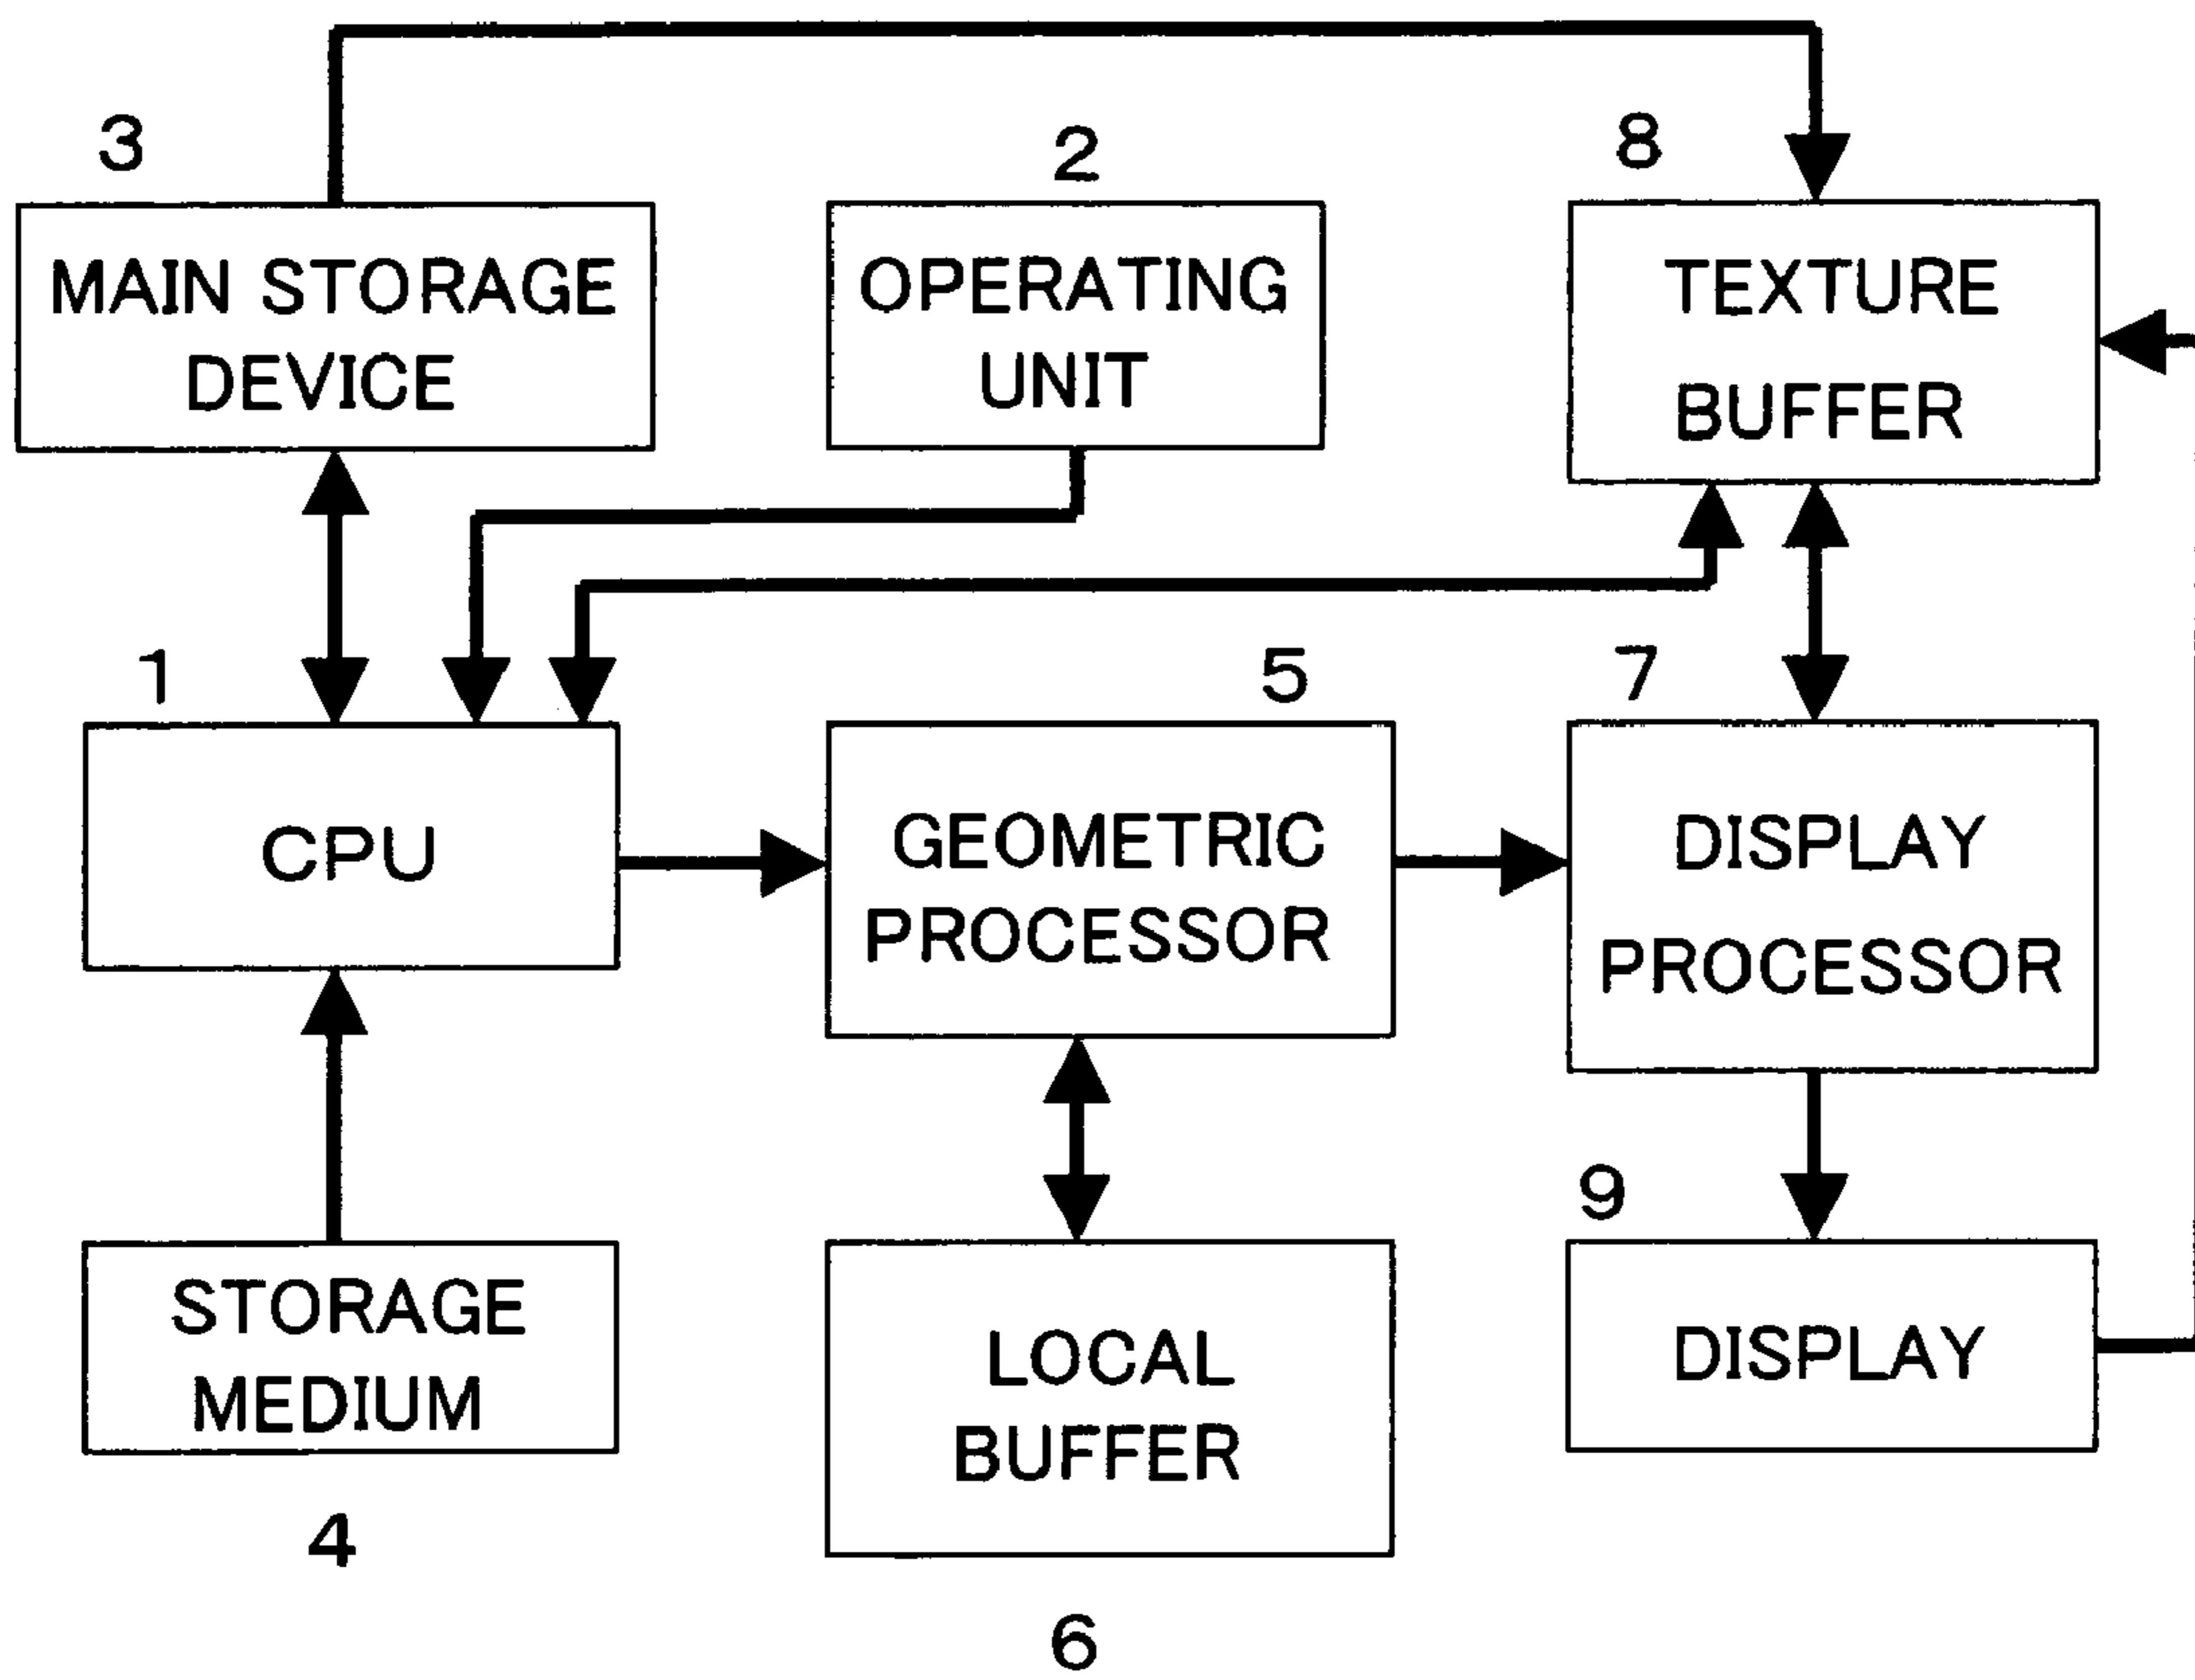 3
2
8
MAIN STORAGE
DEVICE
OPERATING
UNIT
TEXTURE
BUFFER
1
5
7
CPU
GEOMETRIC
PROCESSOR
DISPLAY
PROCESSOR
9
STORAGE
MEDIUM
LOCAL
BUFFER
DISPLAY
4
6